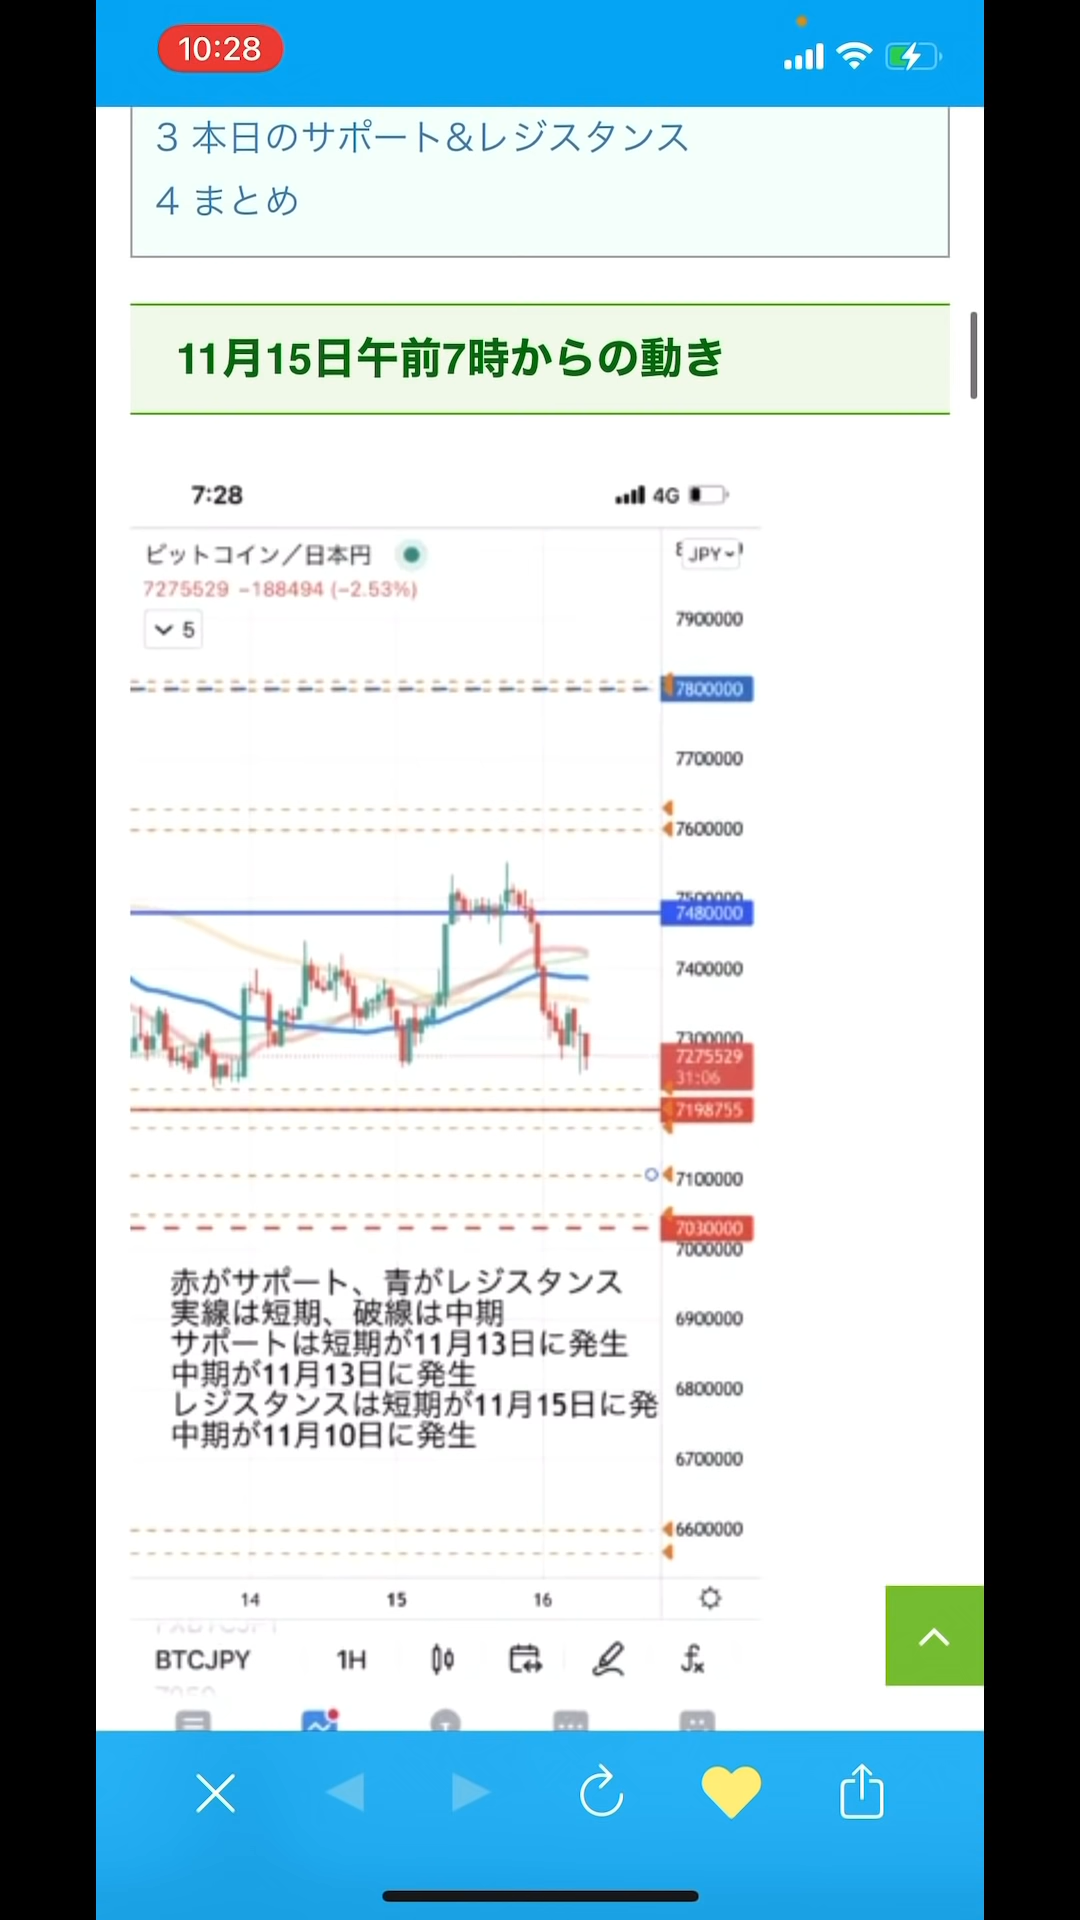 10:28
3 本日のサポート&レジスタンス
4 まとめ
11月15日午前7時からの動き
7:28
4G
ビットコイン／日本円
JPY
7275529 −188494 (−2.53%)
5
7900000
7800000
7700000
7600000
7500000
7480000
7400000
7300000
7275529
31:06
7198755
7100000
7030000
7000000
赤がサポート、青がレジスタンス
実線は短期、破線は中期
サポートは短期が11月13日に発生
中期が11月13日に発生
レジスタンスは短期が11月15日に発
中期が11月10日に発生
6900000
6800000
6700000
6600000
14 15 16
BTCJPY 1H